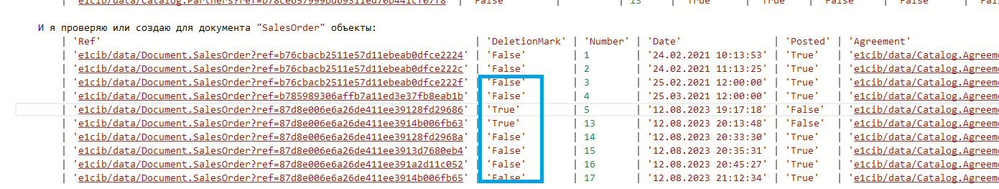 'e1cib/data/Catalog.Partners?ref=b78ce657999bd69311ed70b441cf07f8' | 'False' | | 13 | 'True' | 'True' | 'False' | 'False' | 'False'
И я проверяю или создаю для документа "SalesOrder" объекты:
| 'Ref' | 'DeletionMark' | 'Number' | 'Date' | 'Posted' | 'Agreement'
| 'e1cib/data/Document.SalesOrder?ref=b76cbacb2511e57d11ebeab0dfce2224' | 'False' | 1 | '24.02.2021 10:13:53' | 'True' | 'e1cib/data/Catalog.Agreeme
| 'e1cib/data/Document.SalesOrder?ref=b76cbacb2511e57d11ebeab0dfce222c' | 'False' | 2 | '24.02.2021 11:13:25' | 'True' | 'e1cib/data/Catalog.Agreeme
| 'e1cib/data/Document.SalesOrder?ref=b76cbacb2511e57d11ebeab0dfce222f' | 'False' | 3 | '25.02.2021 12:00:00' | 'True' | 'e1cib/data/Catalog.Agreeme
| 'e1cib/data/Document.SalesOrder?ref=b785989306affb7a11ed3e37fb8eab1b' | 'False' | 4 | '25.03.2021 12:00:00' | 'True' | 'e1cib/data/Catalog.Agreeme
| 'e1cib/data/Document.SalesOrder?ref=87d8e006e6a26de411ee39128fd29686' | 'True' | 5 | '12.08.2023 19:17:18' | 'False' | 'e1cib/data/Catalog.Agreeme
| 'e1cib/data/Document.SalesOrder?ref=87d8e006e6a26de411ee3914b006fb63' | 'True' | 13 | '12.08.2023 20:13:48' | 'False' | 'e1cib/data/Catalog.Agreeme
| 'e1cib/data/Document.SalesOrder?ref=87d8e006e6a26de411ee39128fd2968a' | 'False' | 14 | '12.08.2023 20:33:30' | 'True' | 'e1cib/data/Catalog.Agreeme
| 'e1cib/data/Document.SalesOrder?ref=87d8e006e6a26de411ee3913d7680eb4' | 'False' | 15 | '12.08.2023 20:35:31' | 'True' | 'e1cib/data/Catalog.Agreeme
| 'e1cib/data/Document.SalesOrder?ref=87d8e006e6a26de411ee391a2d11c052' | 'False' | 16 | '12.08.2023 20:45:27' | 'True' | 'e1cib/data/Catalog.Agreeme
| 'e1cib/data/Document.SalesOrder?ref=87d8e006e6a26de411ee3914b006fb65' | 'False' | 17 | '12.08.2023 21:12:34' | 'True' | 'e1cib/data/Catalog.Agreeme